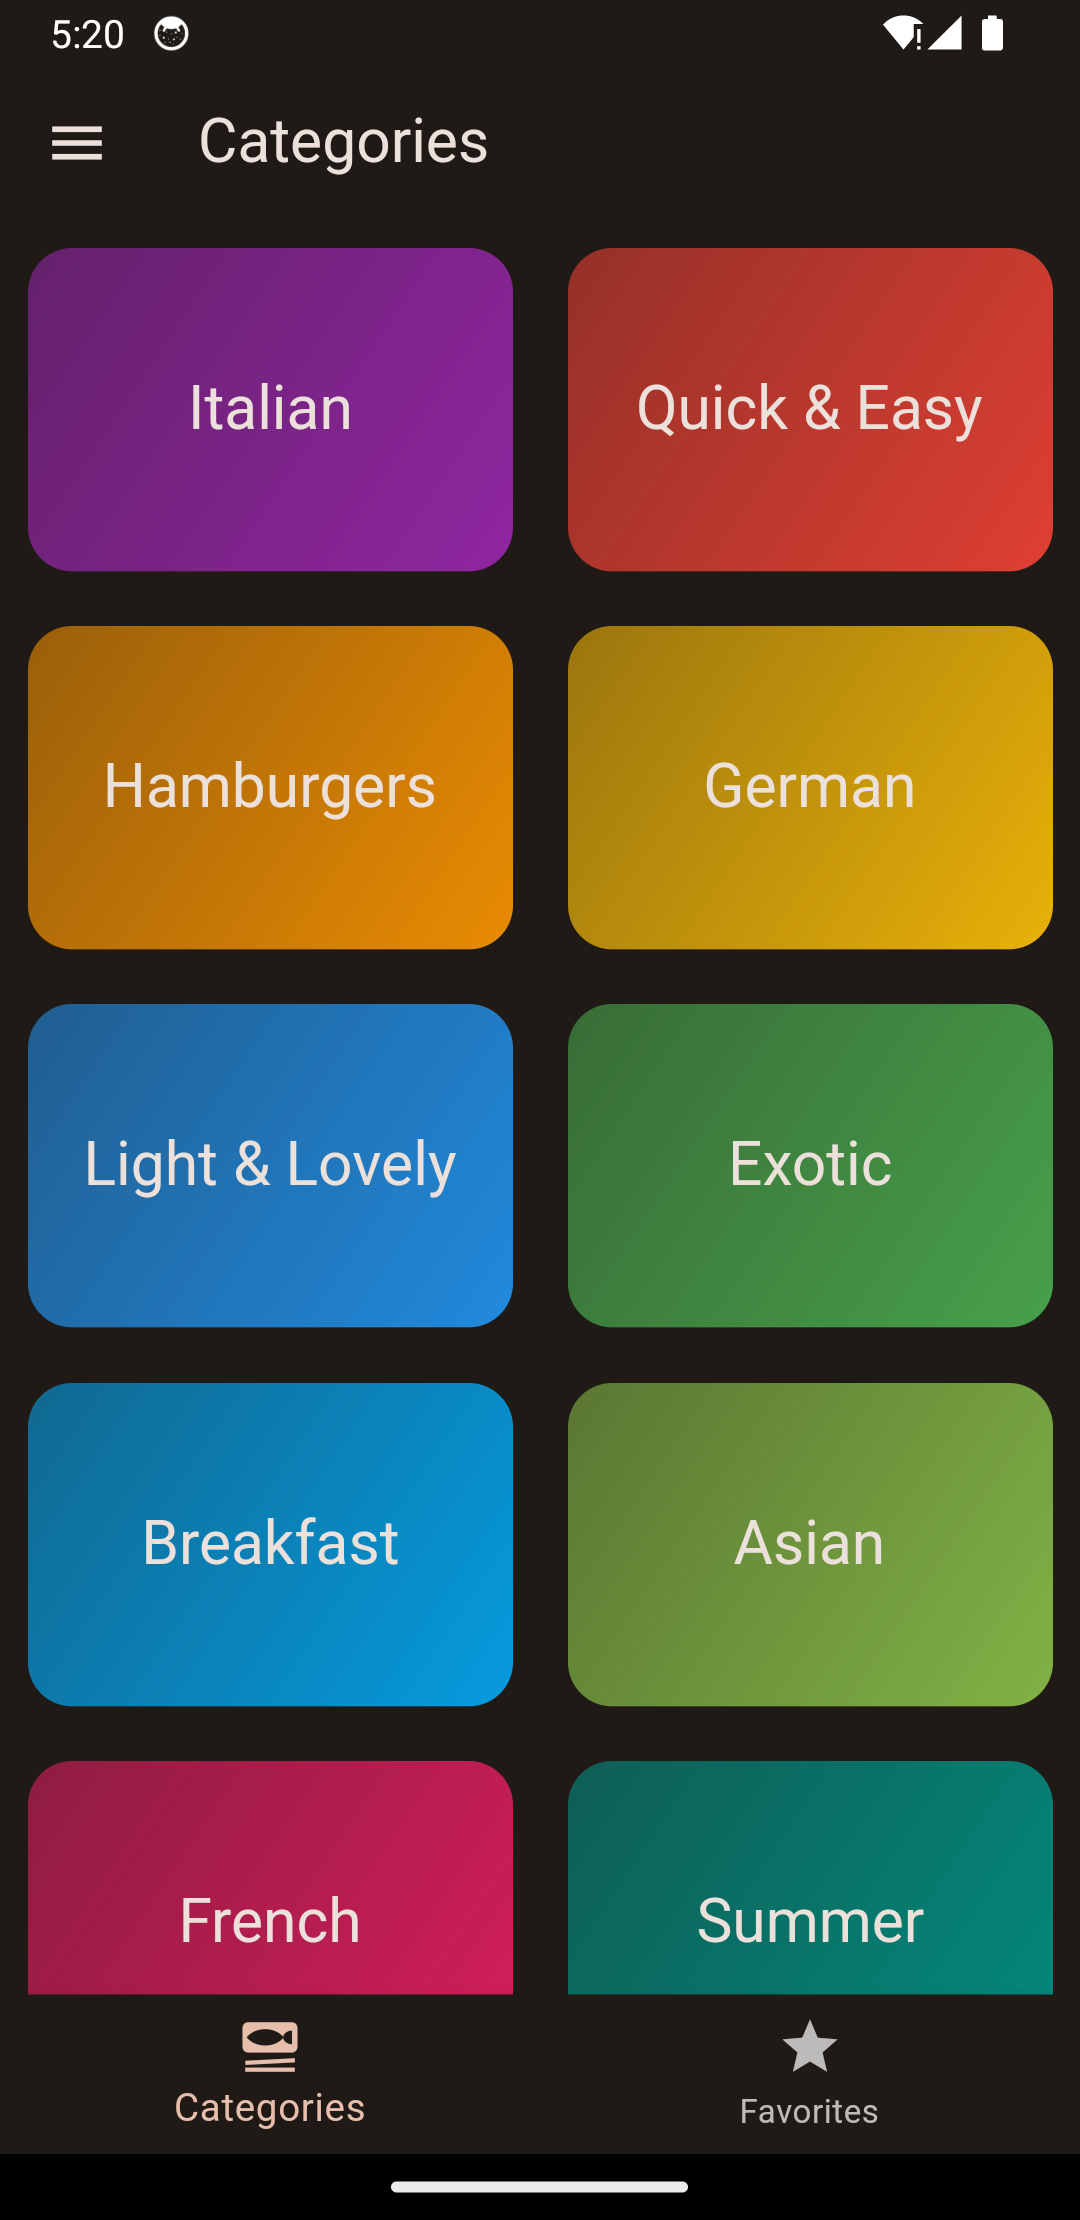 5:20
Categories
Italian
Quick & Easy
Hamburgers
German
Light & Lovely
Exotic
Breakfast
Asian
French
Summer
Categories
Favorites